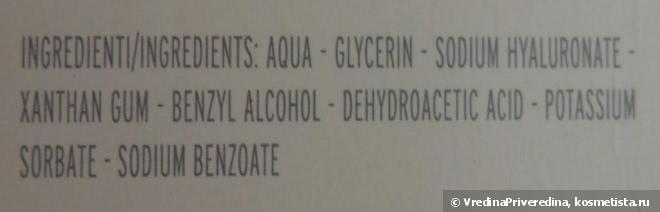 INGREDIENTI/INGREDIENTS: AQUA - GLYCERIN - SODIUM HYALURONATE -
XANTHAN GUM - BENZYL ALCOHOL - DEHYDROACETIC ACID - POTASSIUM
SORBATE - SODIUM BENZOATE
© VredinaPriveredina, kosmetista.ru